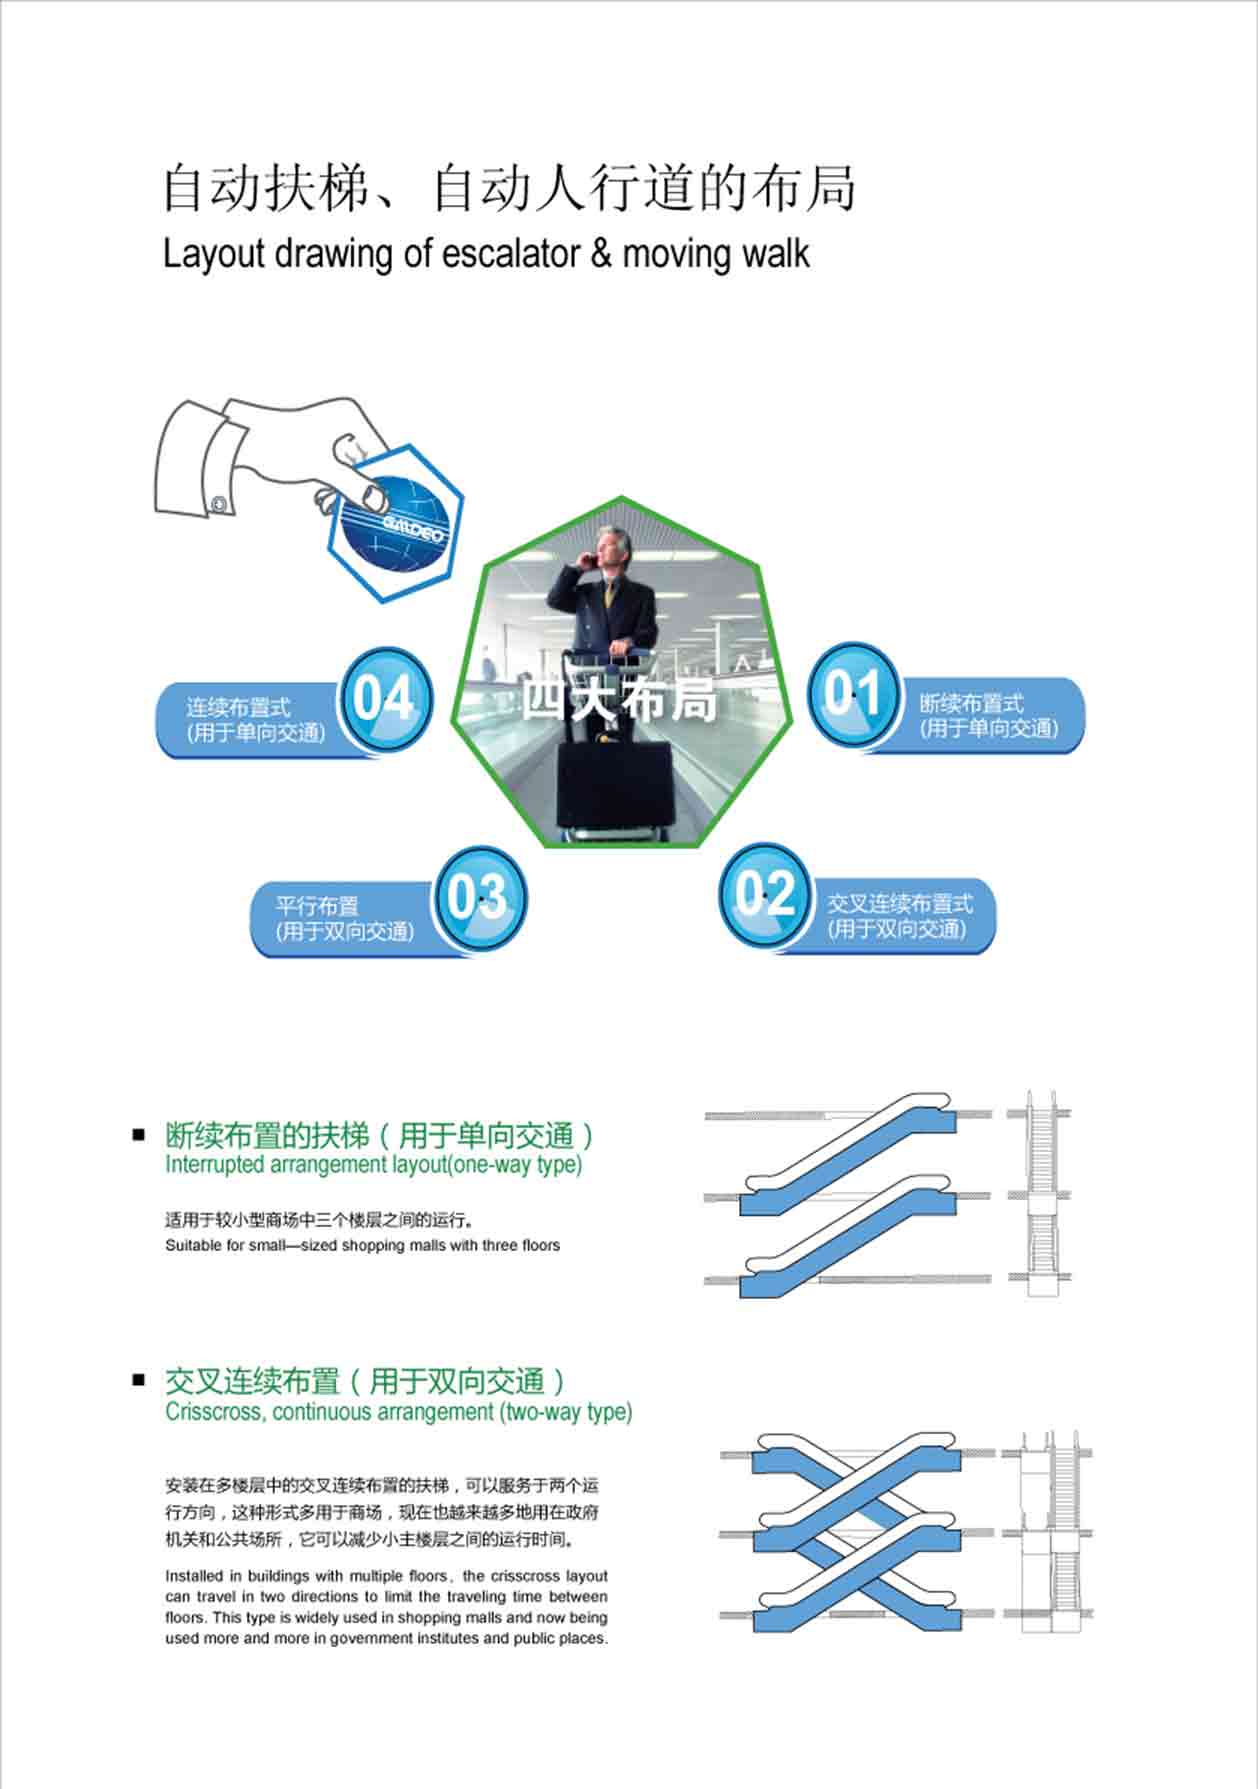 自动扶梯、自动人行道的布局
Layout drawing of escalator & moving walk
GMDEO
四大布局
04
连续布置式
(用于单向交通)
01
断续布置式
(用于单向交通)
03
平行布置
(用于双向交通)
02
交叉连续布置式
(用于双向交通)
断续布置的扶梯（用于单向交通）
Interrupted arrangement layout(one-way type)
适用于较小型商场中三个楼层之间的运行。
Suitable for small—sized shopping malls with three floors
交叉连续布置（用于双向交通）
Crisscross, continuous arrangement (two-way type)
安装在多楼层中的交叉连续布置的扶梯，可以服务于两个运
行方向，这种形式多用于商场，现在也越来越多地用在政府
机关和公共场所，它可以减少小主楼层之间的运行时间。
Installed in buildings with multiple floors, the crisscross layout
can travel in two directions to limit the traveling time between
floors. This type is widely used in shopping malls and now being
used more and more in government institutes and public places.